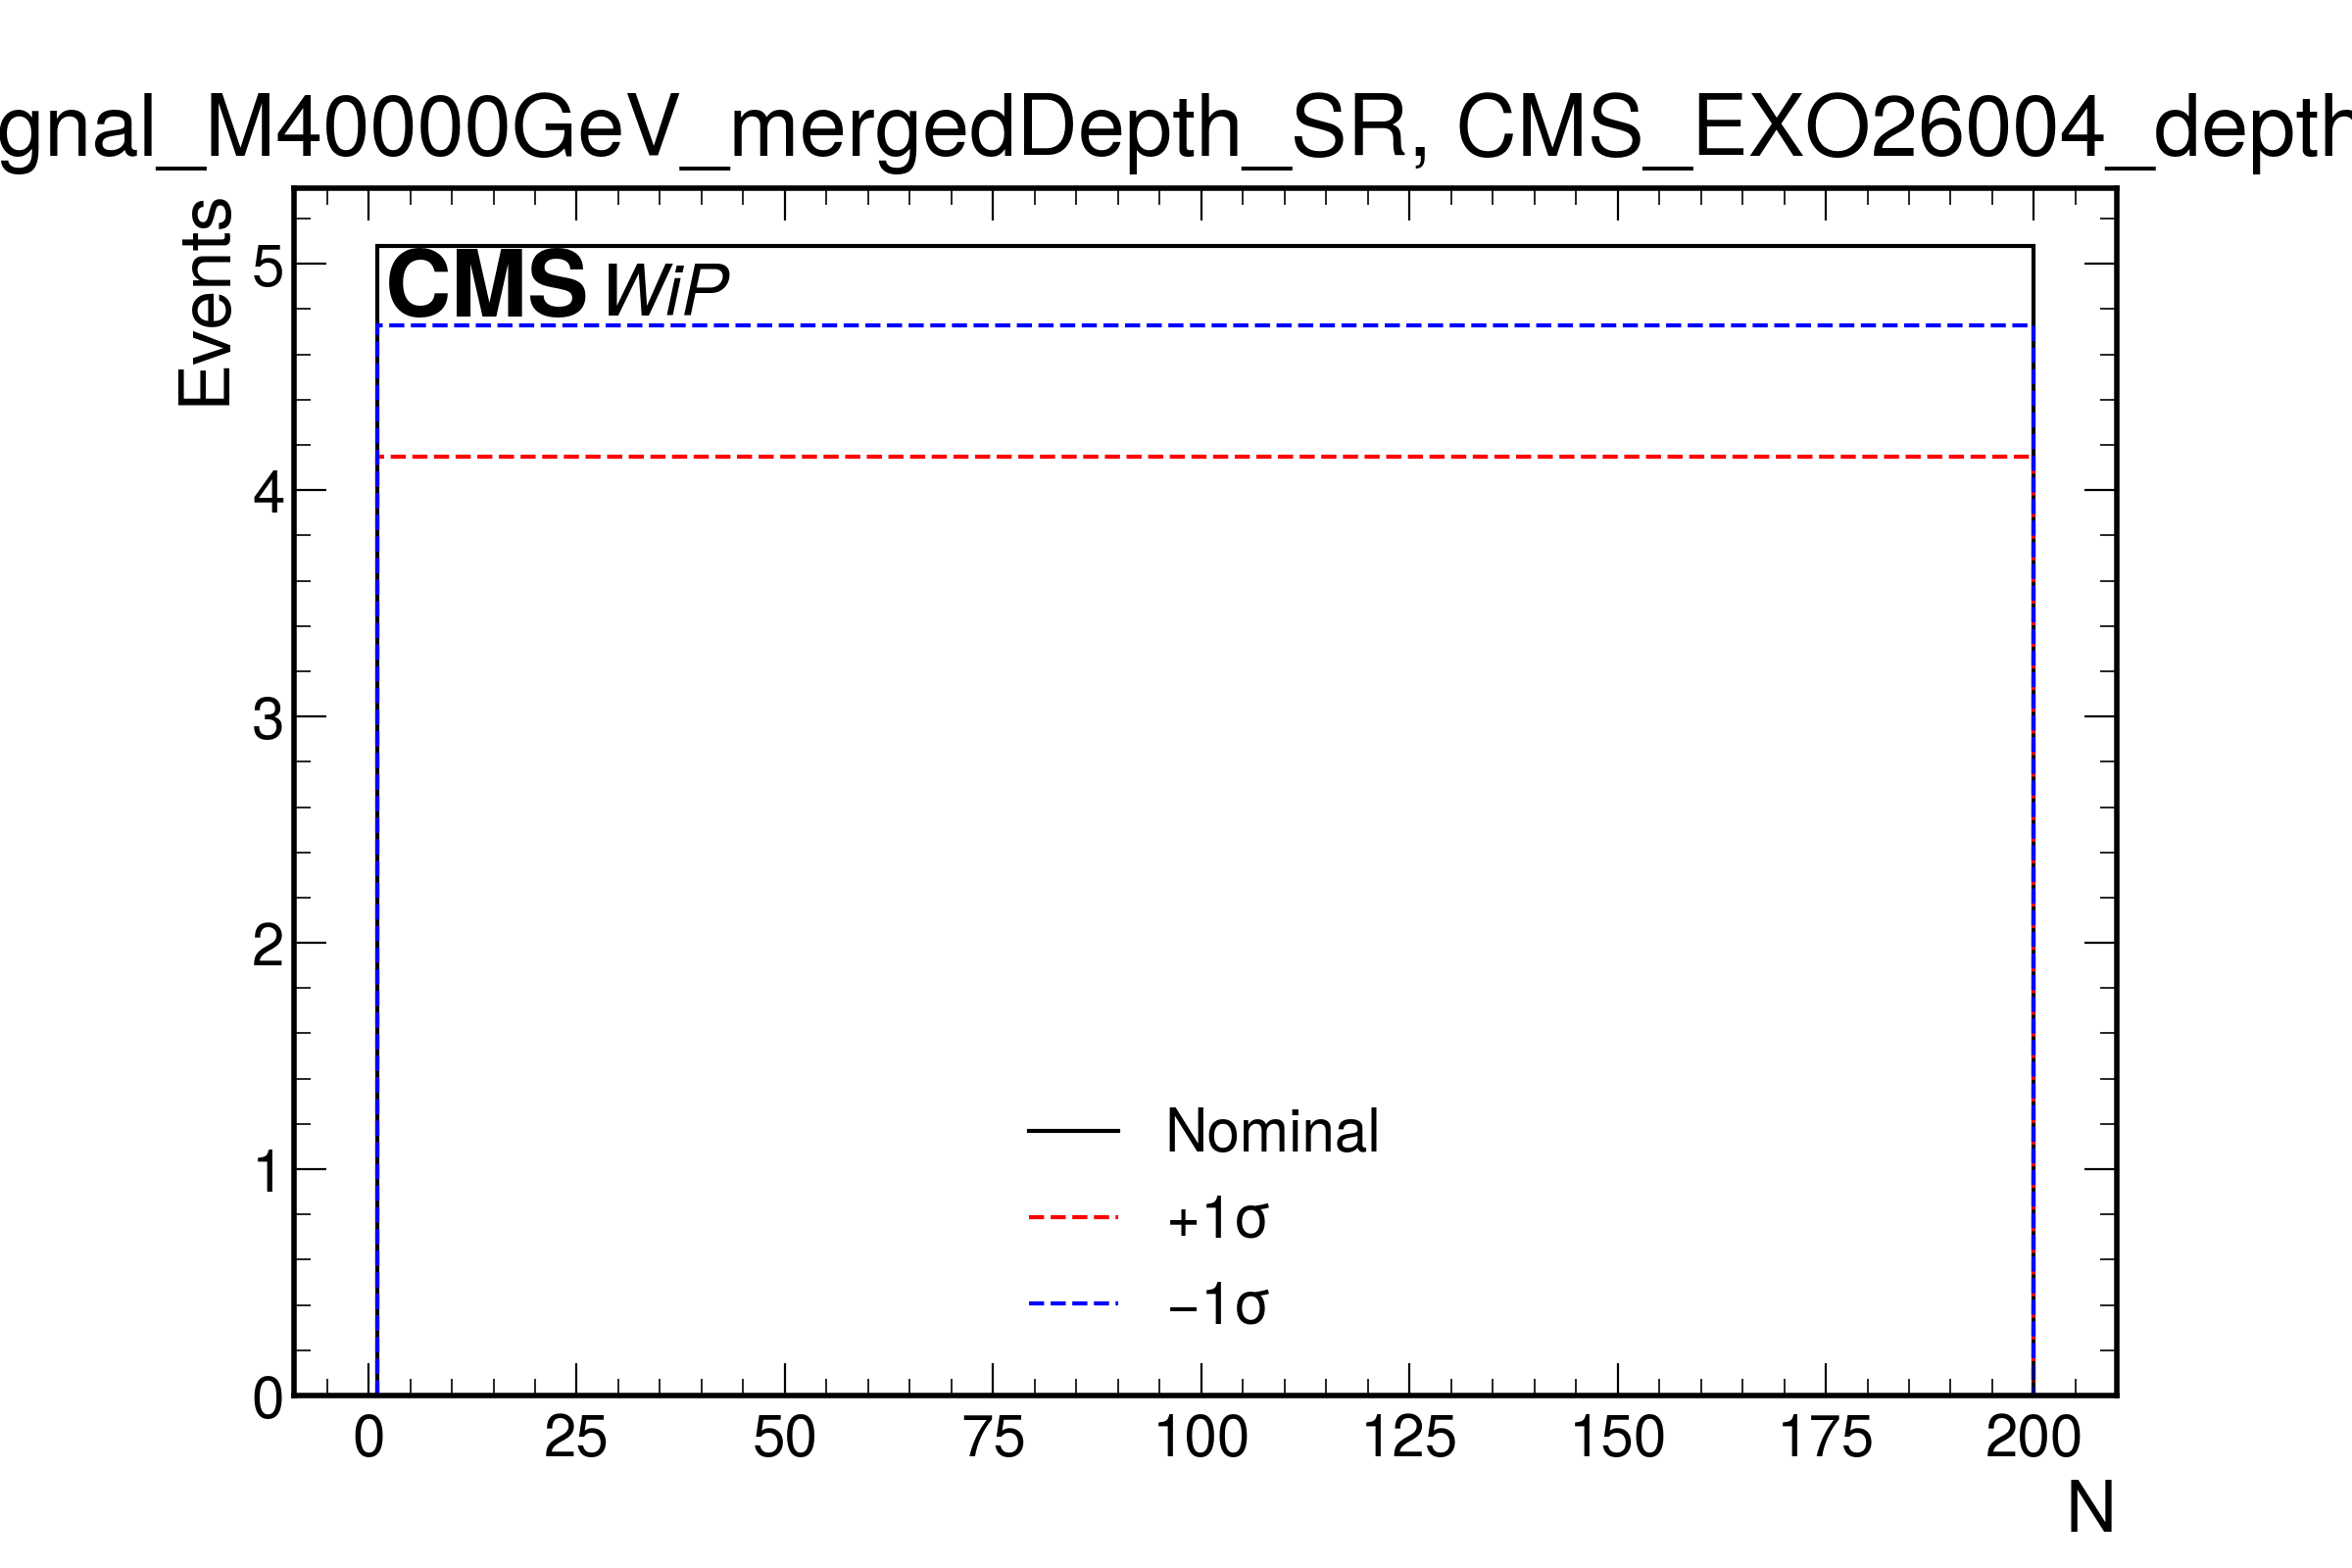 gnal_M40000GeV_mergedDepth_SR, CMS_EXO26004_depth
Events
CMS WiP
5
4
3
2
1
0
Nominal
+1σ
−1σ
0 25 50 75 100 125 150 175 200
N